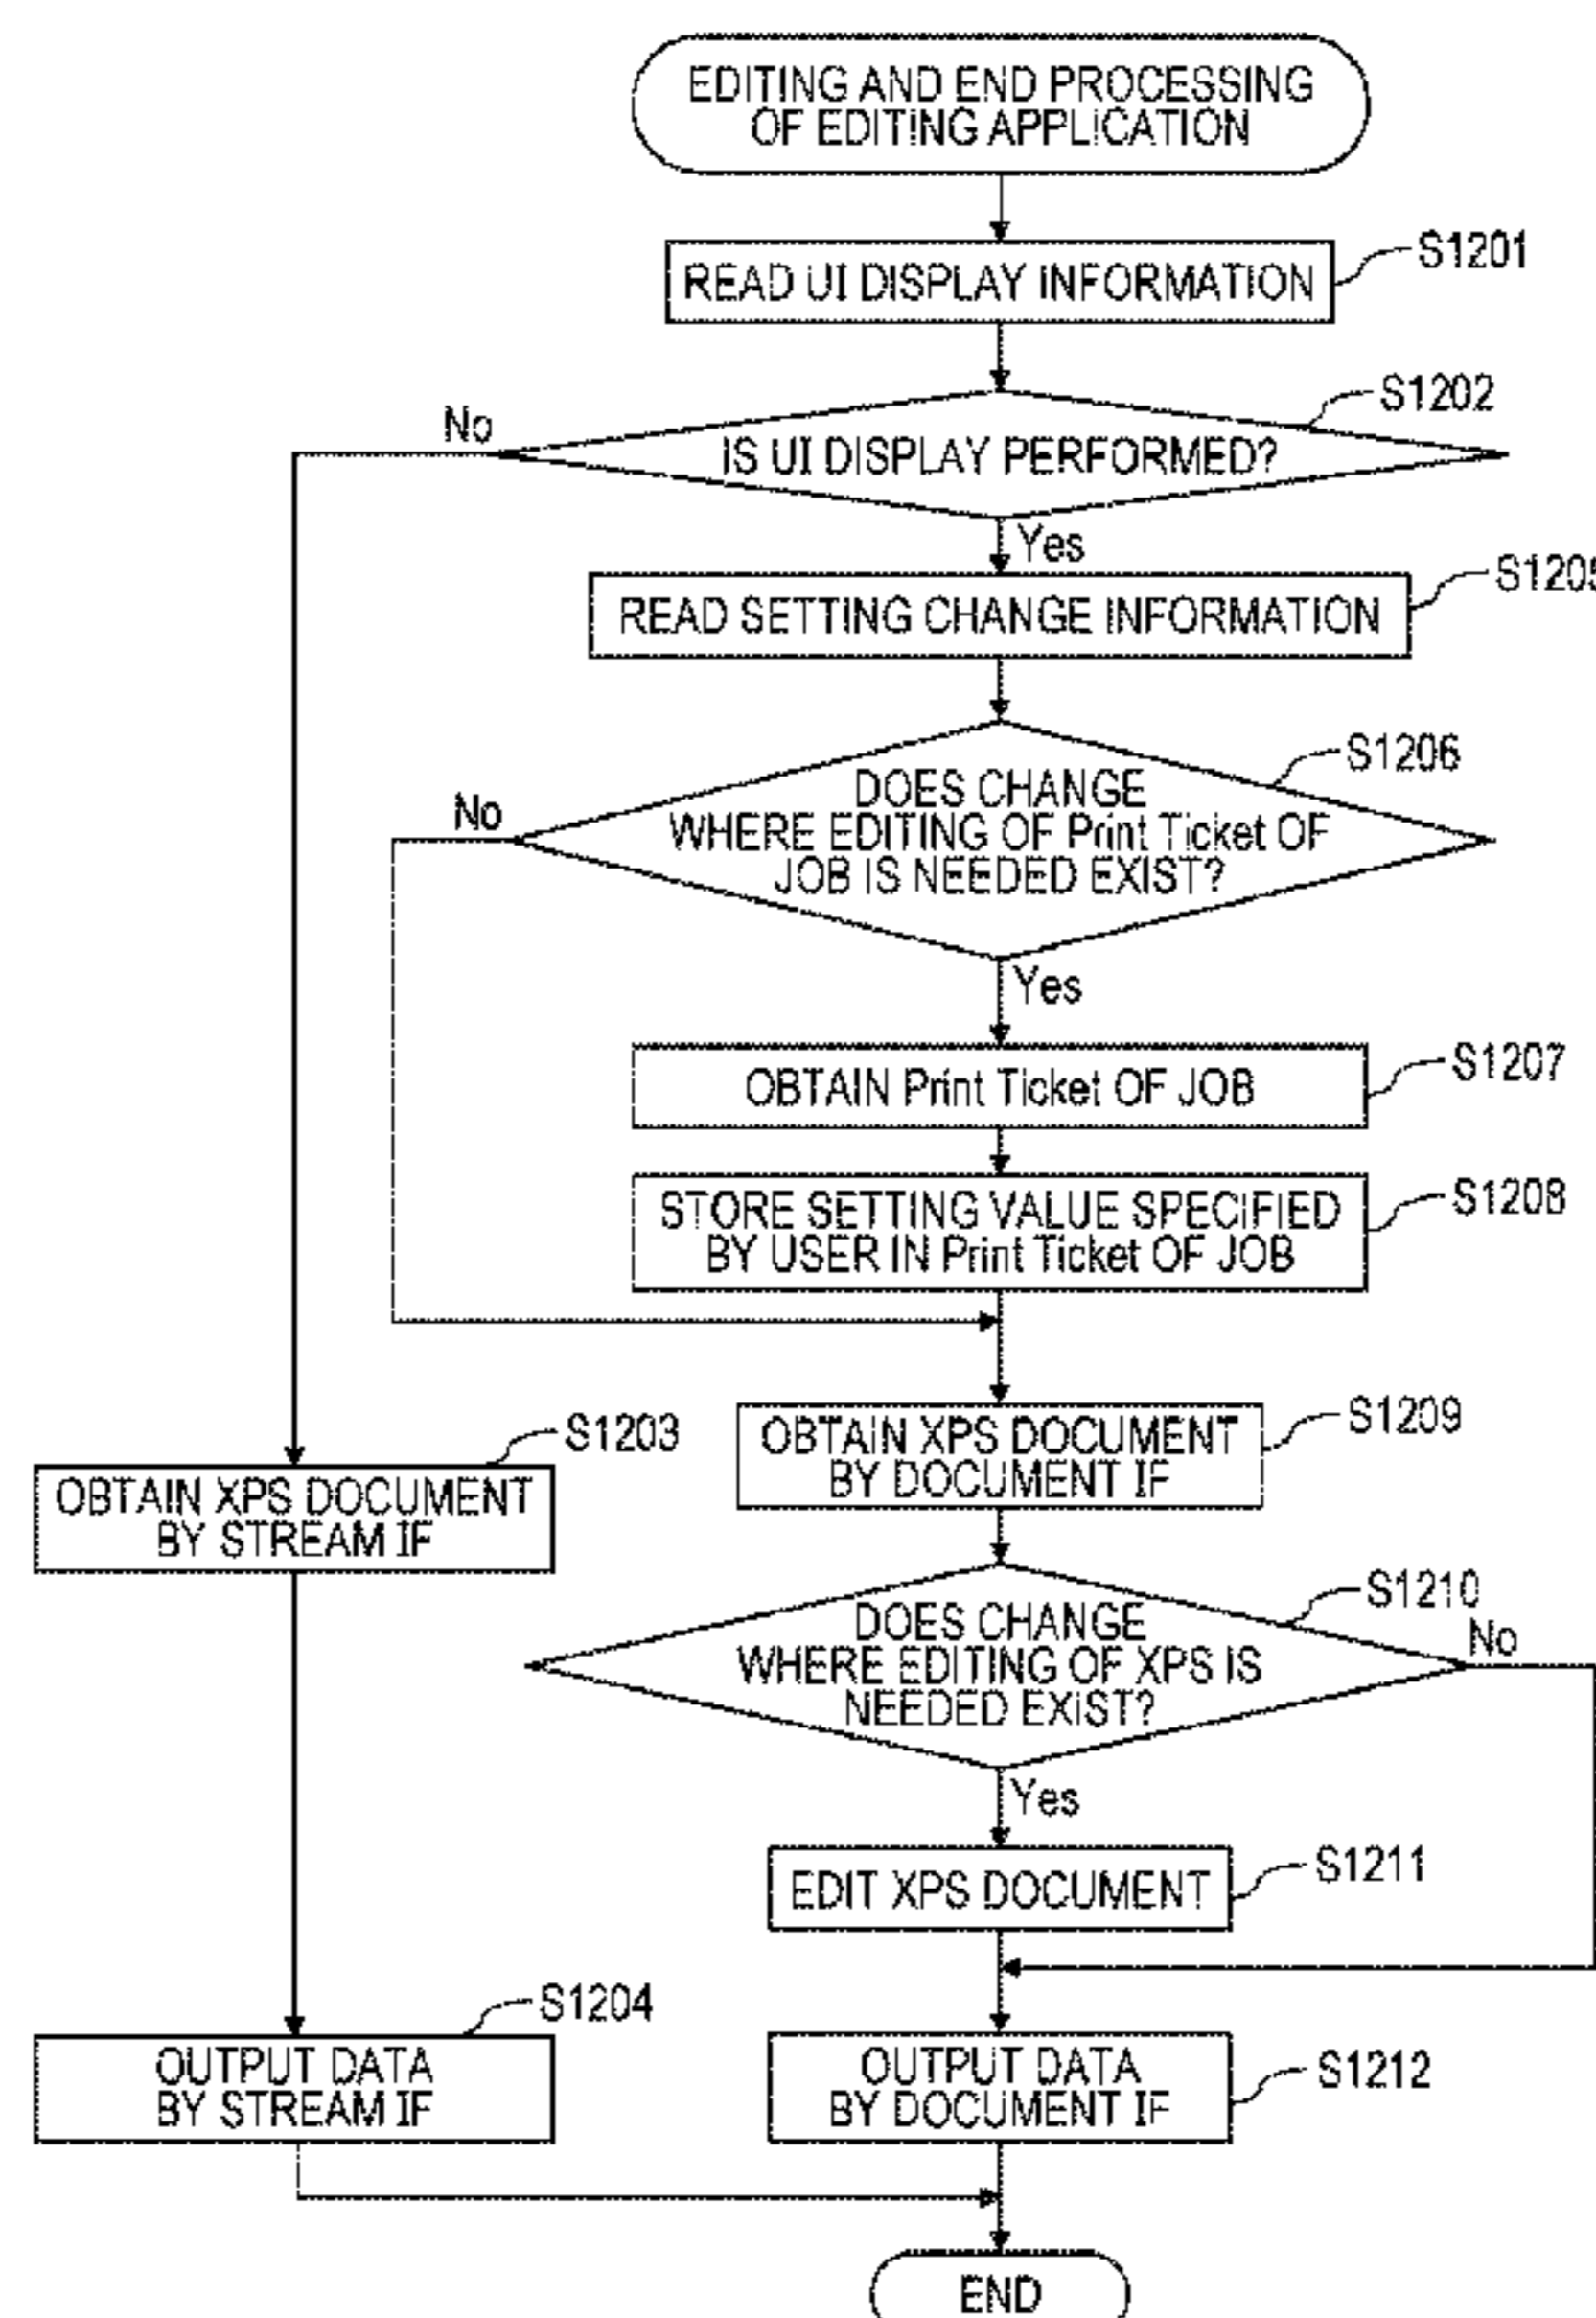 EDITING AND END PROCESSING
OF EDITING APPLICATION
READ UI DISPLAY INFORMATION
S1201
IS UI DISPLAY PERFORMED?
S1202
No
Yes
READ SETTING CHANGE INFORMATION
S1205
DOES CHANGE
WHERE EDITING OF Print Ticket OF
JOB IS NEEDED EXIST?
S1206
No
Yes
OBTAIN Print Ticket OF JOB
S1207
STORE SETTING VALUE SPECIFIED
BY USER IN Print Ticket OF JOB
S1208
OBTAIN XPS DOCUMENT
BY STREAM IF
S1203
OBTAIN XPS DOCUMENT
BY DOCUMENT IF
S1209
DOES CHANGE
WHERE EDITING OF XPS IS
NEEDED EXIST?
S1210
No
Yes
EDIT XPS DOCUMENT
S1211
OUTPUT DATA
BY STREAM IF
S1204
OUTPUT DATA
BY DOCUMENT IF
S1212
END